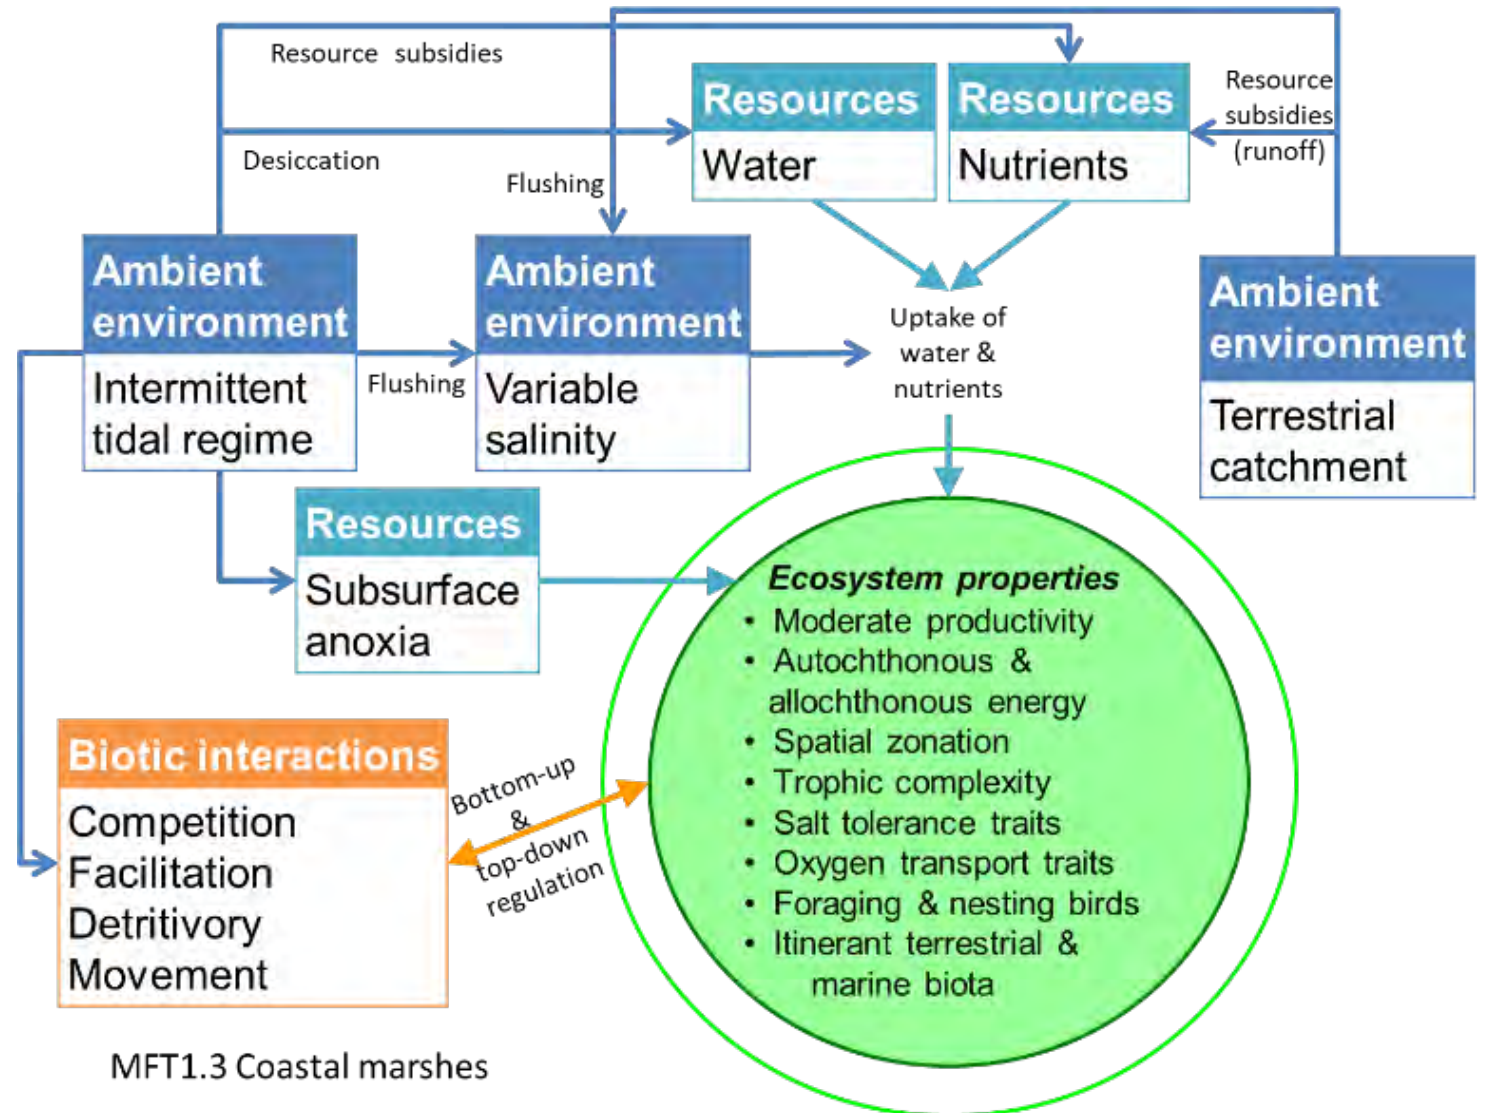 Resource subsidies
Desiccation
Flushing
Resources
Water
Resources
Nutrients
Resource
subsidies
(runoff)
Ambient
environment
Intermittent
tidal regime
Flushing
Ambient
environment
Variable
salinity
Uptake of
water &
nutrients
Ambient
environment
Terrestrial
catchment
Resources
Subsurface
anoxia
Biotic interactions
Competition
Facilitation
Detritivory
Movement
Bottom-up
&
top-down
regulation
Ecosystem properties
• Moderate productivity
• Autochthonous &
allochthonous energy
• Spatial zonation
• Trophic complexity
• Salt tolerance traits
• Oxygen transport traits
• Foraging & nesting birds
• Itinerant terrestrial &
marine biota
MFT1.3 Coastal marshes